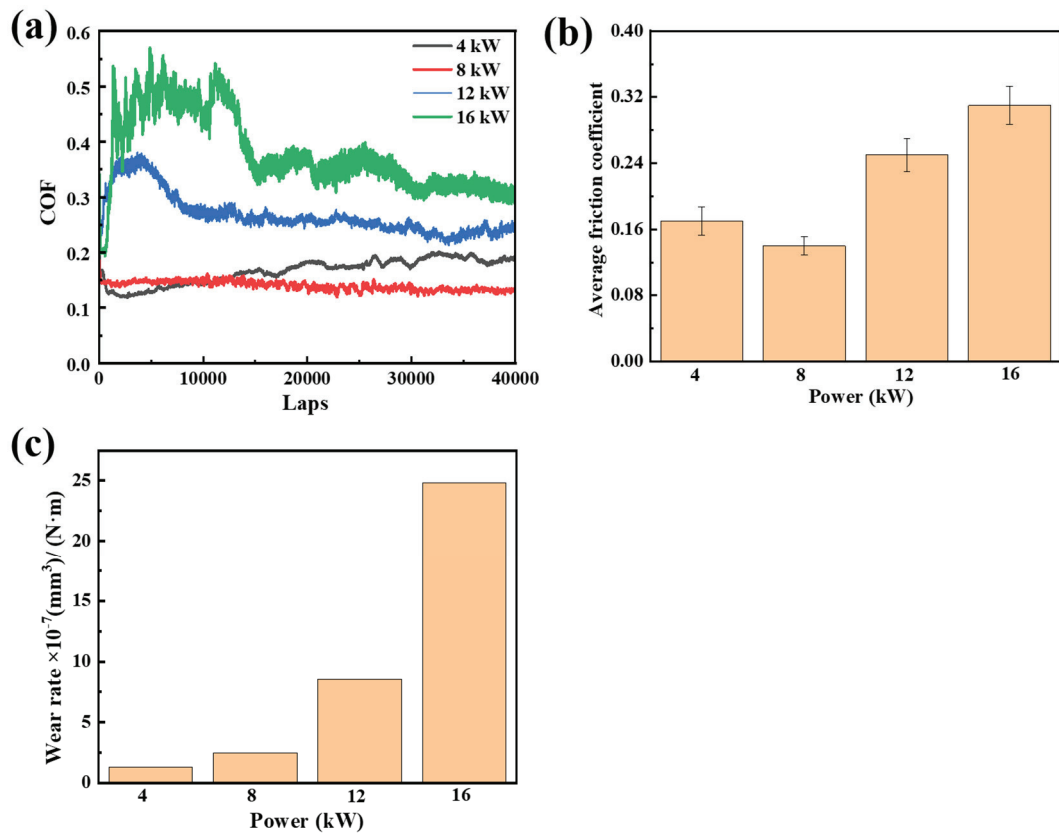 (a)
0.6
0.5
0.4
0.3
0.2
0.1
0.0
COF
4 kW
8 kW
12 kW
16 kW
0 10000 20000 30000 40000
Laps
(b)
0.40
0.32
0.24
0.16
0.08
0.00
Average friction coefficient
4 8 12 16
Power (kW)
(c)
25
20
15
10
5
0
Wear rate ×10⁻⁷(mm³)/ (N·m)
4 8 12 16
Power (kW)